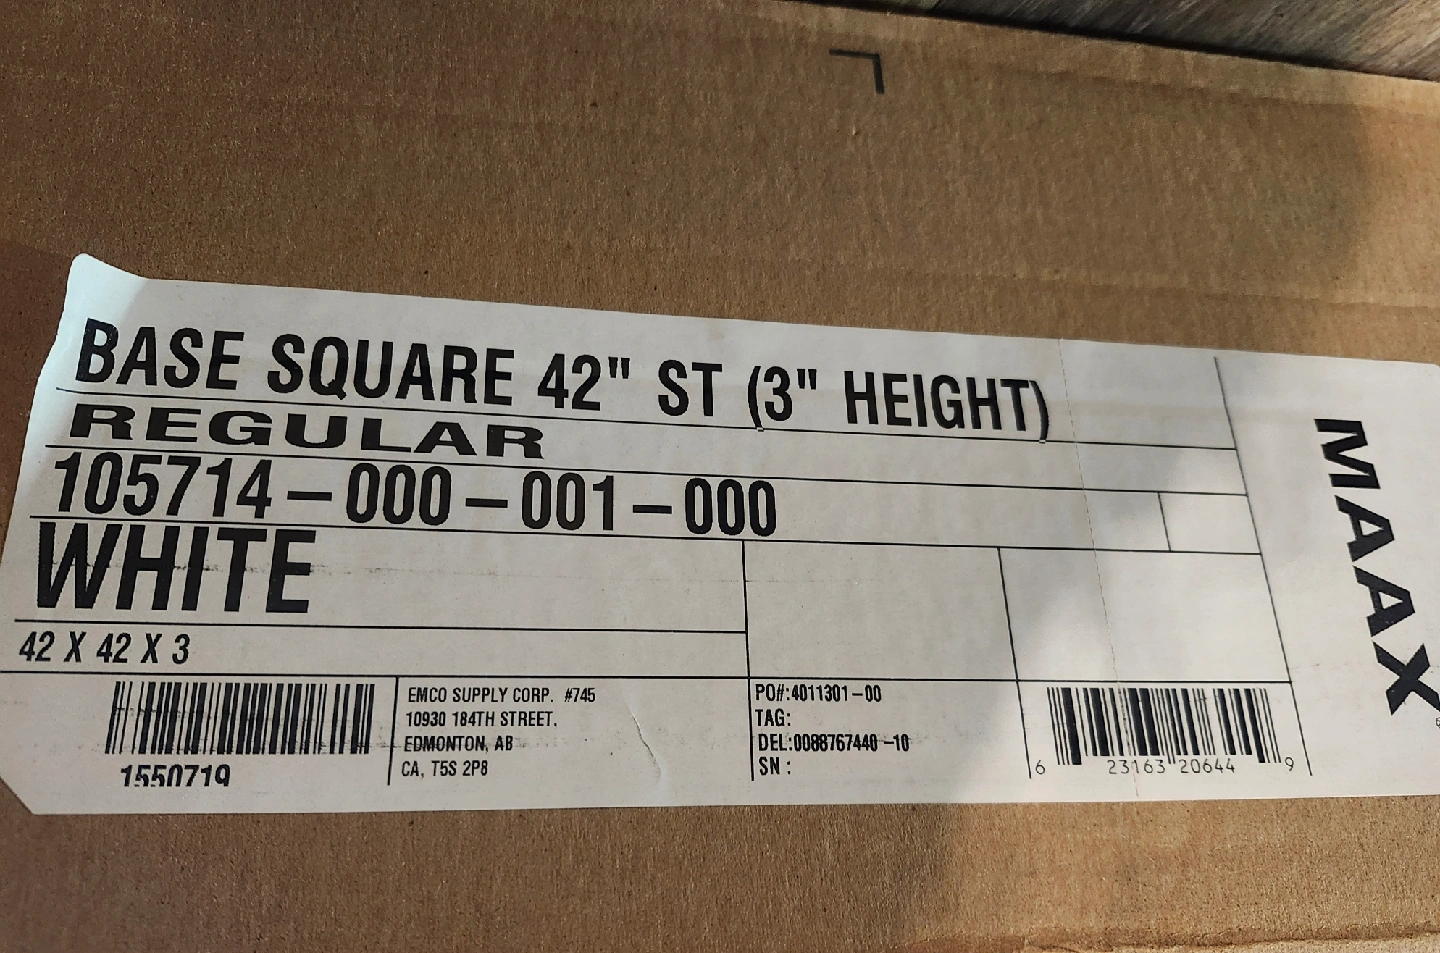 BASE SQUARE 42" ST (3" HEIGHT)
REGULAR
105714-000-001-000
WHITE
42 X 42 X 3
1550719
EMCO SUPPLY CORP. #745
10930 184TH STREET.
EDMONTON, AB
CA, T5S 2P8
PO#:4011301-00
TAG:
DEL:0088767440-10
SN :
6 23163 20644 9
MAAX